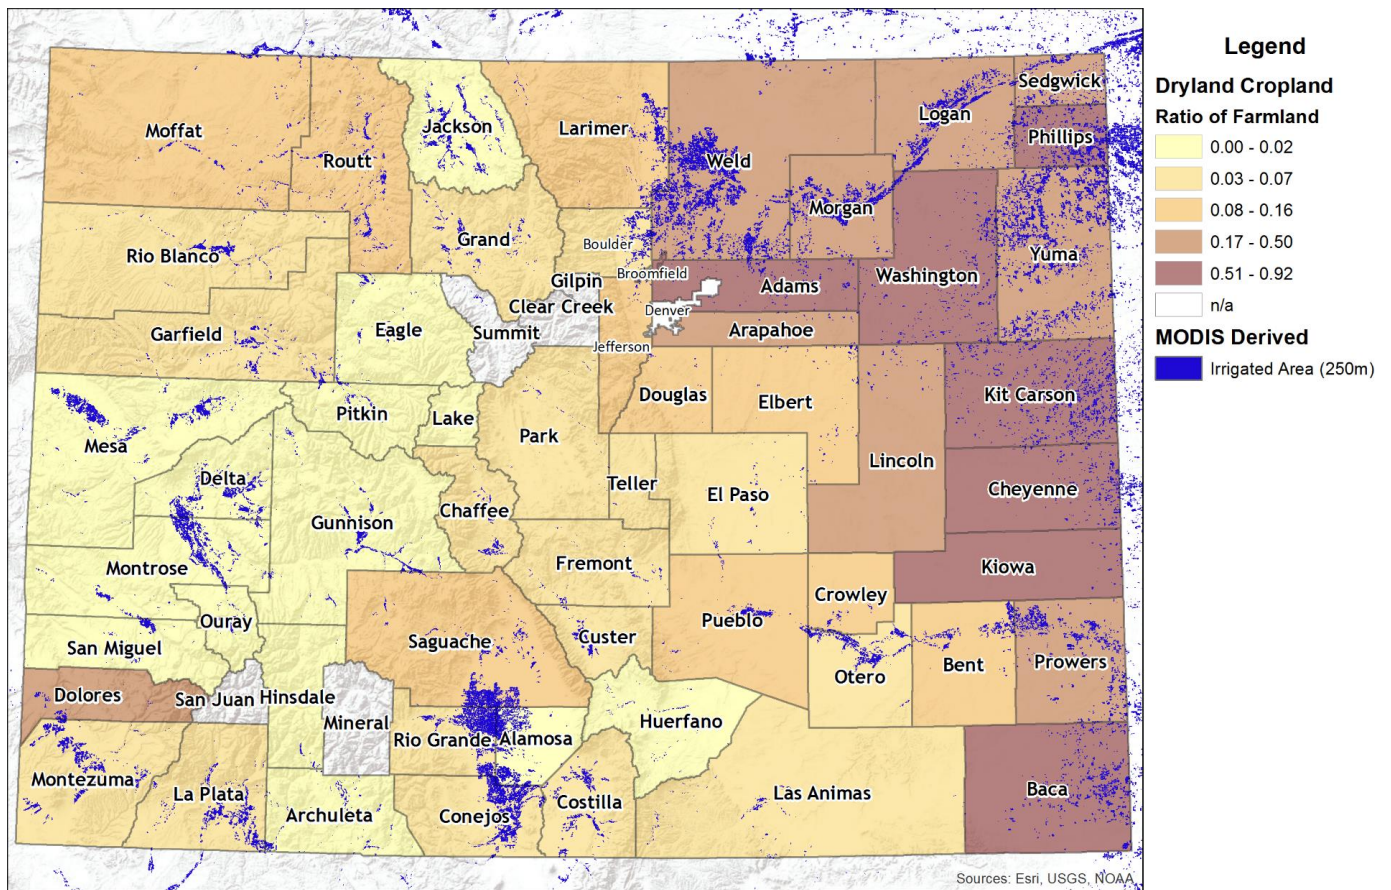 Legend
Dryland Cropland
Ratio of Farmland
0.00 - 0.02
0.03 - 0.07
0.08 - 0.16
0.17 - 0.50
0.51 - 0.92
n/a
MODIS Derived
Irrigated Area (250m)
Sedgwick
Logan
Jackson
Larimer
Moffat
Phillips
Routt
Weld
Morgan
Grand
Boulder
Rio Blanco
Yuma
Broomfield
Washington
Gilpin
Adams
Clear Creek
Denver
Eagle
Summit
Arapahoe
Garfield
Jefferson
Douglas
Kit Carson
Elbert
Pitkin
Lake
Park
Mesa
Lincoln
Delta
Teller
Cheyenne
El Paso
Chaffee
Gunnison
Fremont
Montrose
Kiowa
Crowley
Ouray
Pueblo
Custer
Saguache
San Miguel
Prowers
Bent
Otero
Dolores
San Juan
Hinsdale
Mineral
Huerfano
Rio Grande
Alamosa
Montezuma
La Plata
Las Animas
Baca
Costilla
Archuleta
Conejos
Sources: Esri, USGS, NOAA